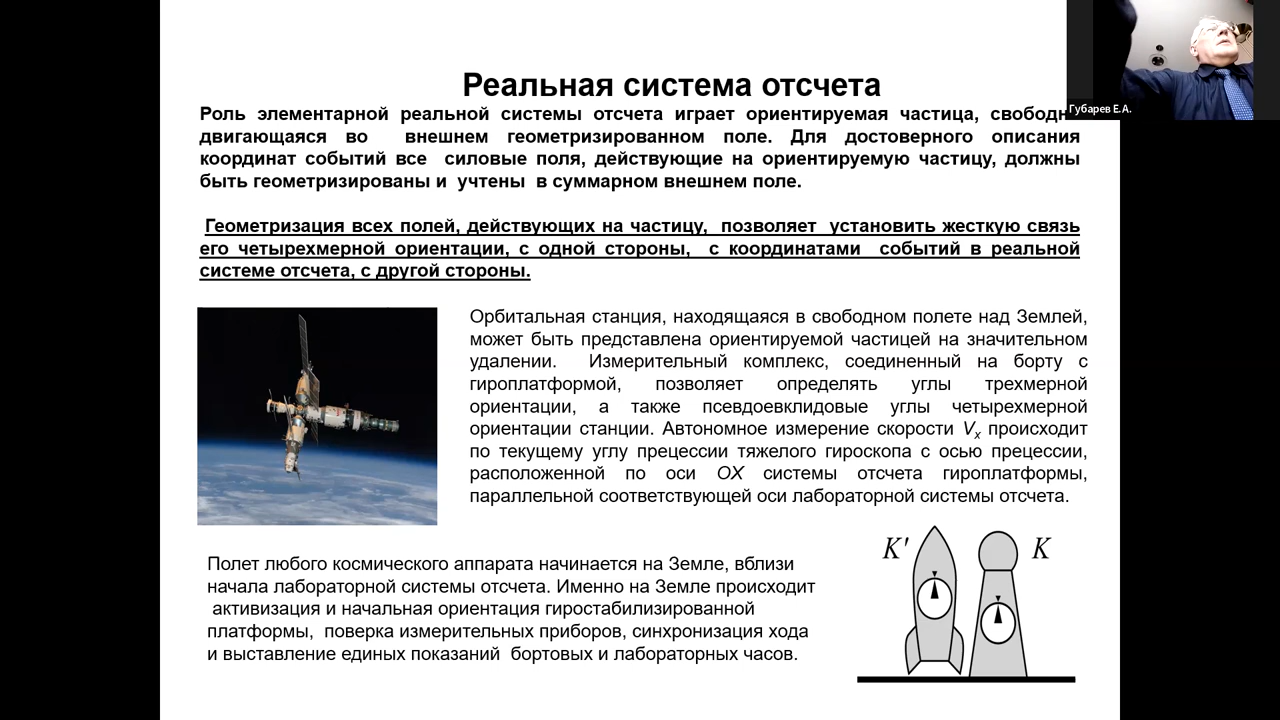 Реальная система отсчета
Роль элементарной реальной системы отсчета играет ориентируемая частица,
двигающаяся во внешнем геометризированном поле. Для достоверного описания
координат событий все силовые поля, действующие на ориентируемую частицу, должны
быть геометризированы и учтены в суммарном внешнем поле.
Геометризация всех полей, действующих на частицу, позволяет установить жесткую связь
его четырехмерной ориентации, с одной стороны, с координатами событий в реальной
системе отсчета, с другой стороны.
Орбитальная станция, находящаяся в свободном полете над Землей,
может быть представлена ориентируемой частицей на значительном
удалении. Измерительный комплекс, соединенный на борту с
гироплатформой, позволяет определять углы трехмерной
ориентации, а также псевдоевклидовые углы четырехмерной
ориентации станции. Автономное измерение скорости Vx происходит
по текущему углу прецессии тяжелого гироскопа с осью прецессии,
расположенной по оси OX системы отсчета гироплатформы,
параллельной соответствующей оси лабораторной системы отсчета.
Полет любого космического аппарата начинается на Земле, вблизи
начала лабораторной системы отсчета. Именно на Земле происходит
активизация и начальная ориентация гиростабилизированной
платформы, поверка измерительных приборов, синхронизация хода
и выставление единых показаний бортовых и лабораторных часов.
K' K
Губарев Е.А.